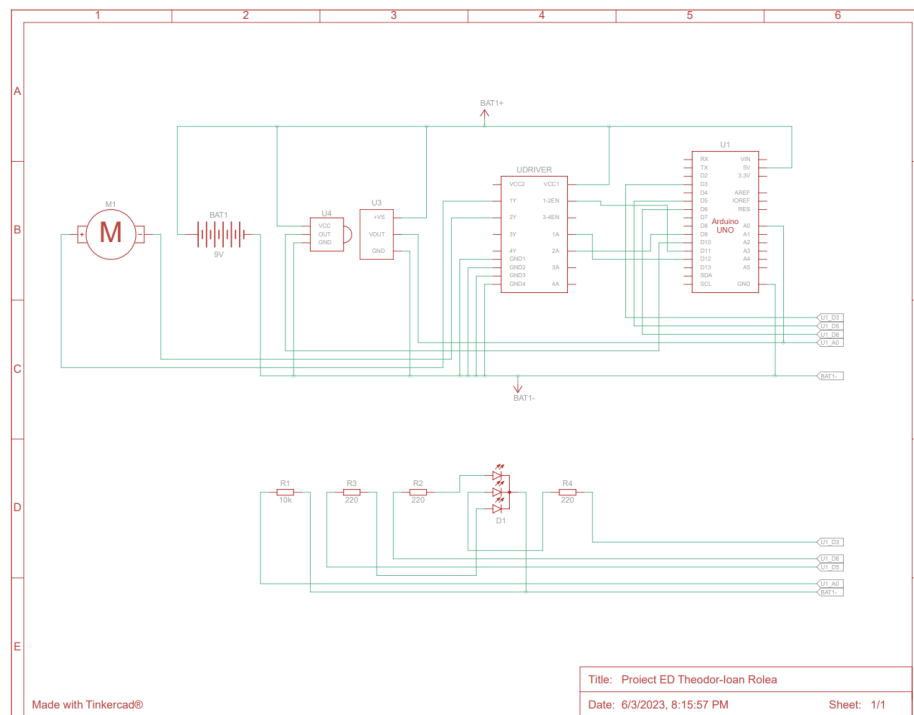 1 2 3 4 5 6
A
B
C
D
E
BAT1+
M1
M
+
-
BAT1
9V
U4
VCC
OUT
GND
U3
+VS
VOUT
GND
UDRIVER
VCC2 VCC1
1Y 1-2EN
2Y 3-4EN
3Y 1A
4Y 2A
GND1
GND2 3A
GND3
GND4 4A
U1
RX VIN
TX 5V
D2 3.3V
D3
D4 AREF
D5 IOREF
D6 RES
D7
Arduino
UNO
D8 A0
D9 A1
D10 A2
D11 A3
D12 A4
D13 A5
SDA
SCL GND
U1_D3
U1_D5
U1_D6
U1_A0
BAT1-
BAT1-
R1
10k
R3
220
R2
220
D1
R4
220
U1_D3
U1_D6
U1_D5
U1_A0
BAT1-
Title: Proiect ED Theodor-Ioan Rolea
Made with Tinkercad®
Date: 6/3/2023, 8:15:57 PM Sheet: 1/1